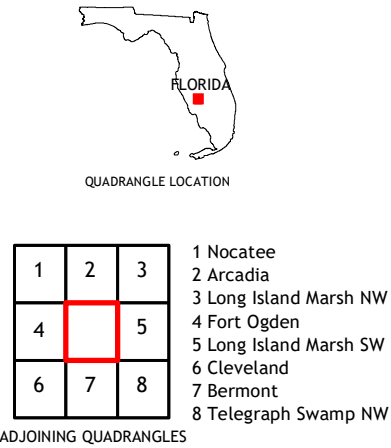 FLORIDA
QUADRANGLE LOCATION
1 2 3
4 5
6 7 8
1 Nocatee
2 Arcadia
3 Long Island Marsh NW
4 Fort Ogden
5 Long Island Marsh SW
6 Cleveland
7 Bermont
8 Telegraph Swamp NW
ADJOINING QUADRANGLES